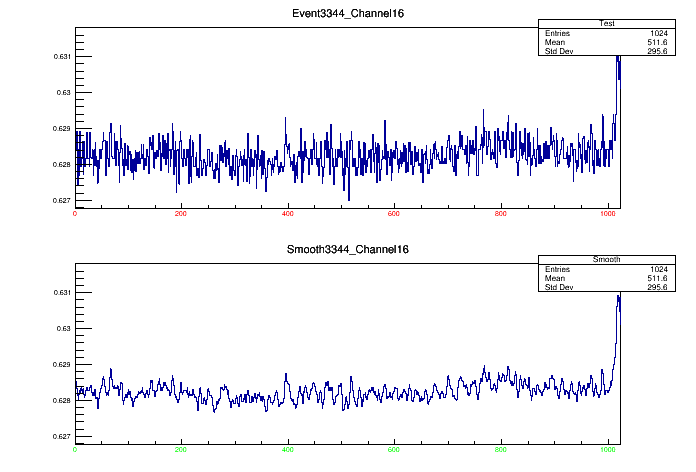 Event3344_Channel16
Test
Entries 1024
Mean 511.6
Std Dev 295.6
0.631
0.63
0.629
0.628
0.627
0 200 400 600 800 1000
Smooth3344_Channel16
Smooth
Entries 1024
Mean 511.6
Std Dev 295.6
0.631
0.63
0.629
0.628
0.627
0 200 400 600 800 1000